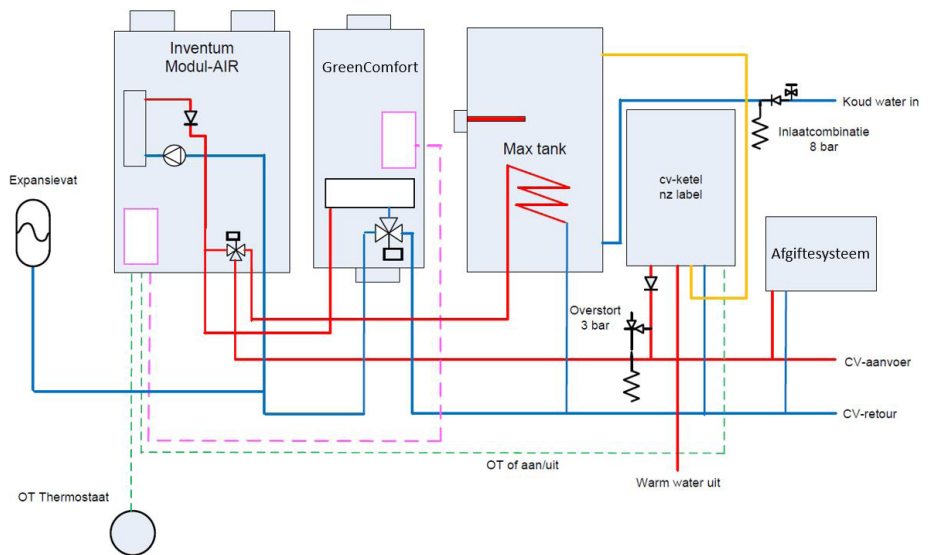 Inventum
Modul-AIR
GreenComfort
Koud water in
Inlaatcombinatie
8 bar
Max tank
cv-ketel
nz label
Expansievat
Afgiftesysteem
Overstort
3 bar
CV-aanvoer
CV-retour
OT of aan/uit
Warm water uit
OT Thermostaat